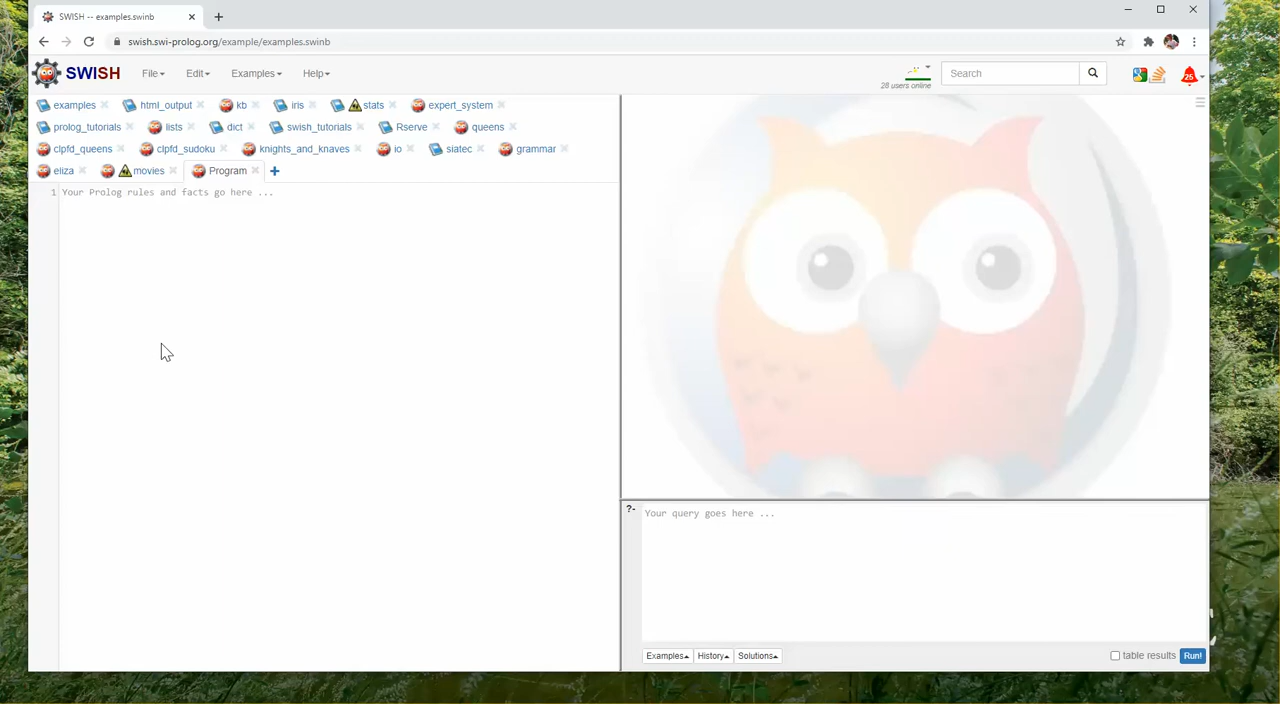 SWISH -- examples.swinb
swish.swi-prolog.org/example/examples.swinb
SWISH File Edit Examples Help 28 users online Search 25
examples html_output kb iris stats expert_system
prolog_tutorials lists dict swish_tutorials Rserve queens
clpfd_queens clpfd_sudoku knights_and_knaves io siatec grammar
eliza movies Program
1 Your Prolog rules and facts go here ...
?- Your query goes here ...
Examples History Solutions table results Run!